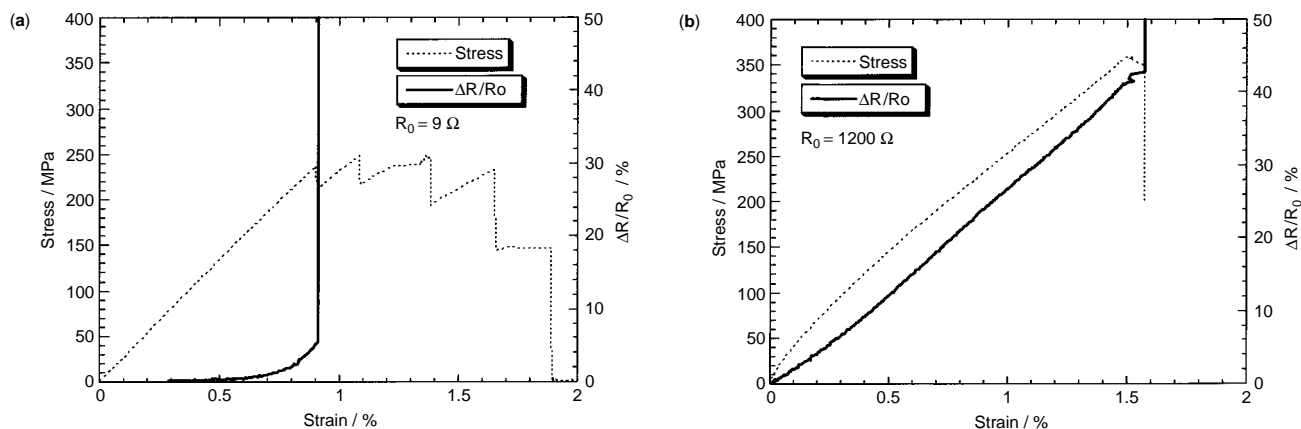 (a)
400
350
300
250
200
150
100
50
0
Stress / MPa
0
0.5
1
1.5
2
Strain / %
50
40
30
20
10
0
ΔR/R₀ / %
Stress
ΔR/Ro
R₀ = 9 Ω
(b)
400
350
300
250
200
150
100
50
0
Stress / MPa
0
0.5
1
1.5
2
Strain / %
50
40
30
20
10
0
ΔR/R₀ / %
Stress
ΔR/Ro
R₀ = 1200 Ω